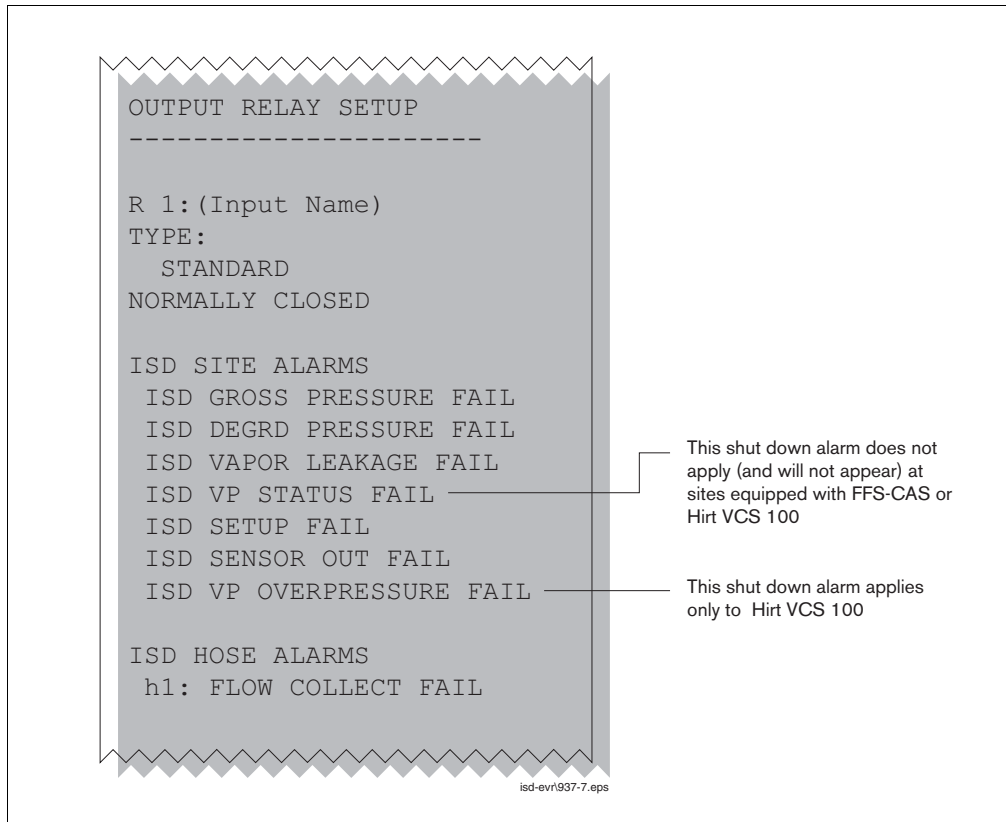 OUTPUT RELAY SETUP
----------------------
R 1:(Input Name)
TYPE:
STANDARD
NORMALLY CLOSED
ISD SITE ALARMS
ISD GROSS PRESSURE FAIL
ISD DEGRD PRESSURE FAIL
ISD VAPOR LEAKAGE FAIL
ISD VP STATUS FAIL
This shut down alarm does not
apply (and will not appear) at
sites equipped with FFS-CAS or
Hirt VCS 100
ISD SETUP FAIL
ISD SENSOR OUT FAIL
ISD VP OVERPRESSURE FAIL
This shut down alarm applies
only to Hirt VCS 100
ISD HOSE ALARMS
h1: FLOW COLLECT FAIL
isd-evr\937-7.eps